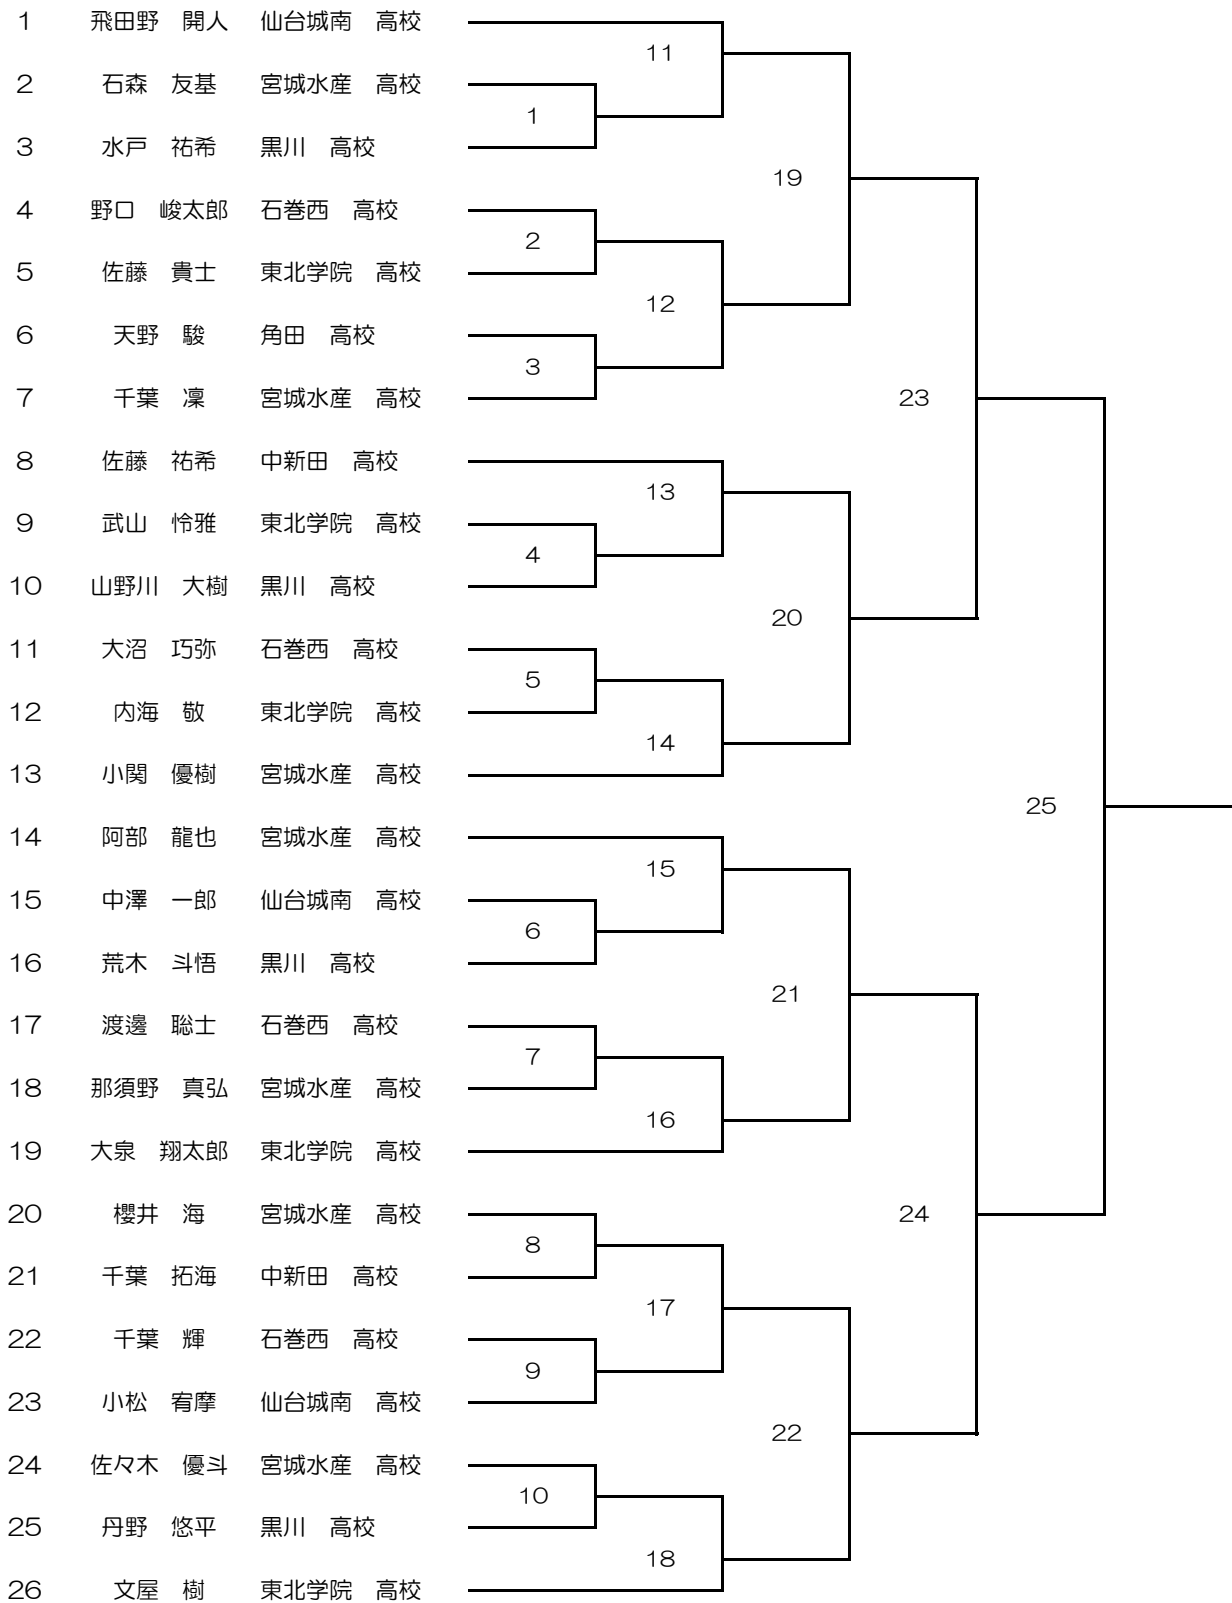 1 飛田野 開人 仙台城南 高校
11
2 石森 友基 宮城水産 高校
1
3 水戸 祐希 黒川 高校
19
4 野口 峻太郎 石巻西 高校
2
5 佐藤 貴士 東北学院 高校
12
6 天野 駿 角田 高校
3
7 千葉 凜 宮城水産 高校
23
8 佐藤 祐希 中新田 高校
13
9 武山 怜雅 東北学院 高校
4
10 山野川 大樹 黒川 高校
20
11 大沼 巧弥 石巻西 高校
5
12 内海 敬 東北学院 高校
14
13 小関 優樹 宮城水産 高校
25
14 阿部 龍也 宮城水産 高校
15
15 中澤 一郎 仙台城南 高校
6
16 荒木 斗悟 黒川 高校
21
17 渡邊 聡士 石巻西 高校
7
18 那須野 真弘 宮城水産 高校
16
19 大泉 翔太郎 東北学院 高校
20 櫻井 海 宮城水産 高校
24
8
21 千葉 拓海 中新田 高校
17
22 千葉 輝 石巻西 高校
9
23 小松 宥摩 仙台城南 高校
22
24 佐々木 優斗 宮城水産 高校
10
25 丹野 悠平 黒川 高校
18
26 文屋 樹 東北学院 高校